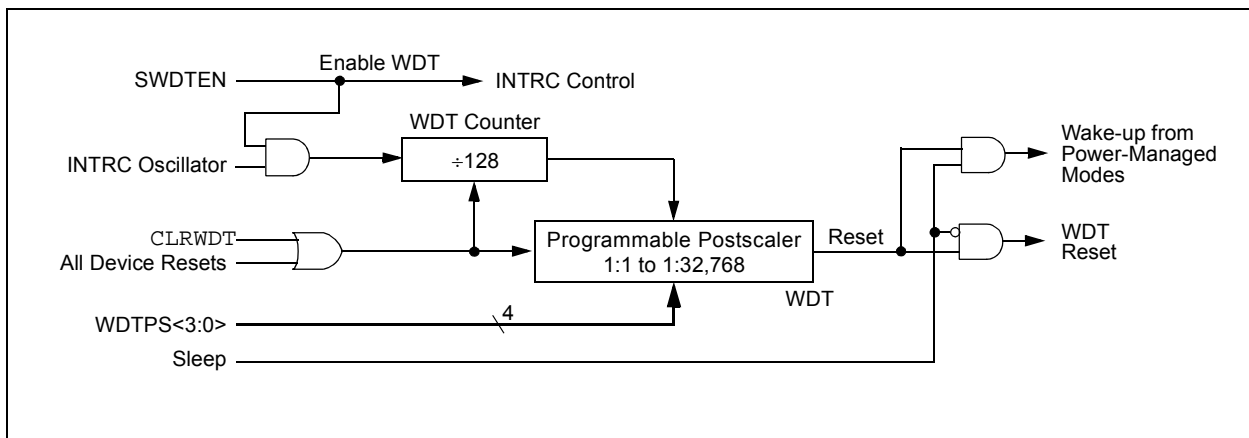 Enable WDT
SWDTEN
INTRC Control
WDT Counter
÷128
INTRC Oscillator
Wake-up from
Power-Managed
Modes
CLRWDT
All Device Resets
Programmable Postscaler
1:1 to 1:32,768
Reset
WDT
Reset
WDT
4
WDTPS<3:0>
Sleep